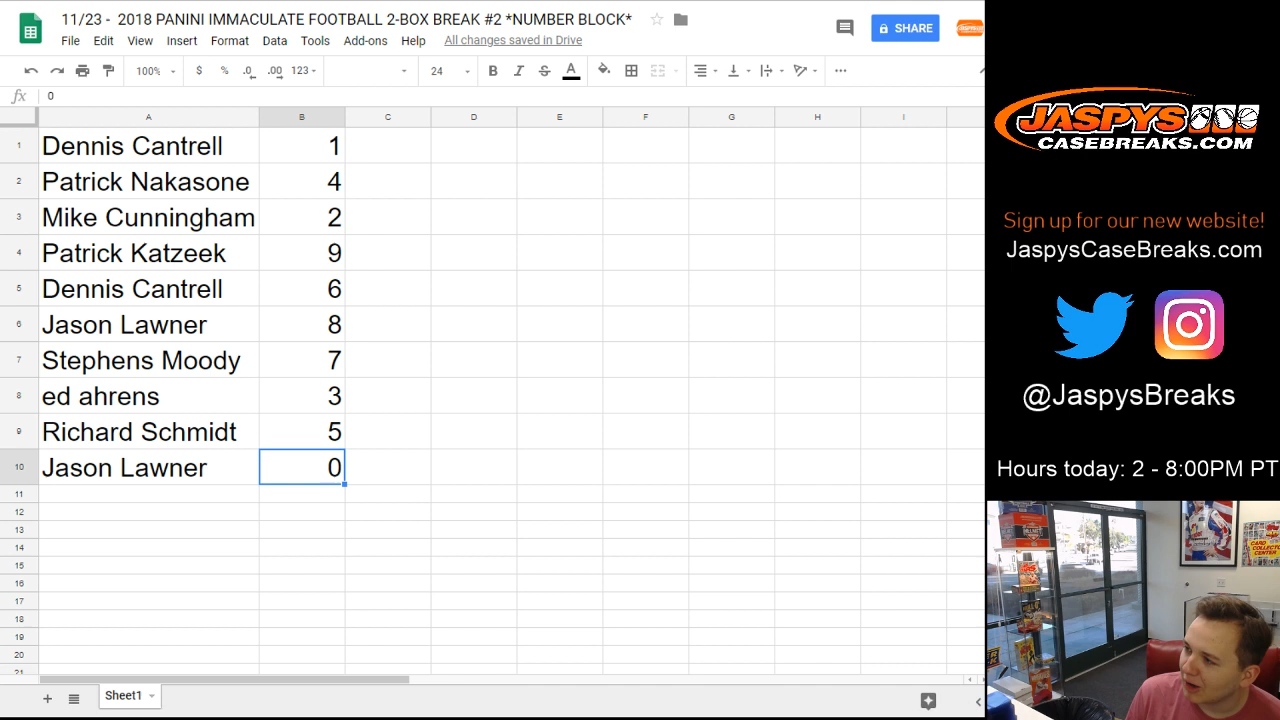 11/23 - 2018 PANINI IMMACULATE FOOTBALL 2-BOX BREAK #2 *NUMBER BLOCK*
File Edit View Insert Format Data Tools Add-ons Help All changes saved in Drive
SHARE
100% $ % .0 .00 123 24 B I S A
fx 0
A B C D E F G H I
1 Dennis Cantrell 1
2 Patrick Nakasone 4
3 Mike Cunningham 2
4 Patrick Katzeek 9
5 Dennis Cantrell 6
6 Jason Lawner 8
7 Stephens Moody 7
8 ed ahrens 3
9 Richard Schmidt 5
10 Jason Lawner 0
11
12
13
14
15
16
17
18
19
20
21
Sheet1
JASPYS
CASEBREAKS.COM
Sign up for our new website!
JaspysCaseBreaks.com
@JaspysBreaks
Hours today: 2 - 8:00PM PT
CARD
COLLECTOR
CENTER